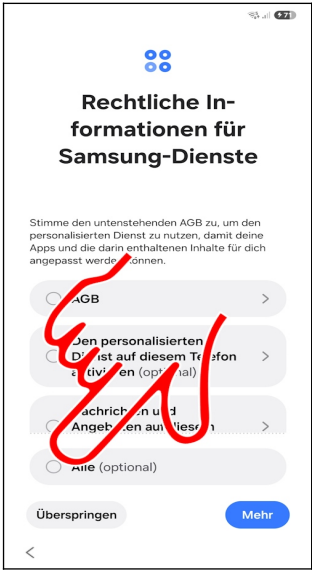 71
Rechtliche In-
formationen für
Samsung-Dienste
Stimme den untenstehenden AGB zu, um den
personalisierten Dienst zu nutzen, damit deine
Apps und die darin enthaltenen Inhalte für dich
angepasst werden können.
AGB
Den personalisierten
Dienst auf diesem Telefon
aktivieren (optional)
Nachrichten und
Angeboten auf diesem
Alle (optional)
Überspringen
Mehr